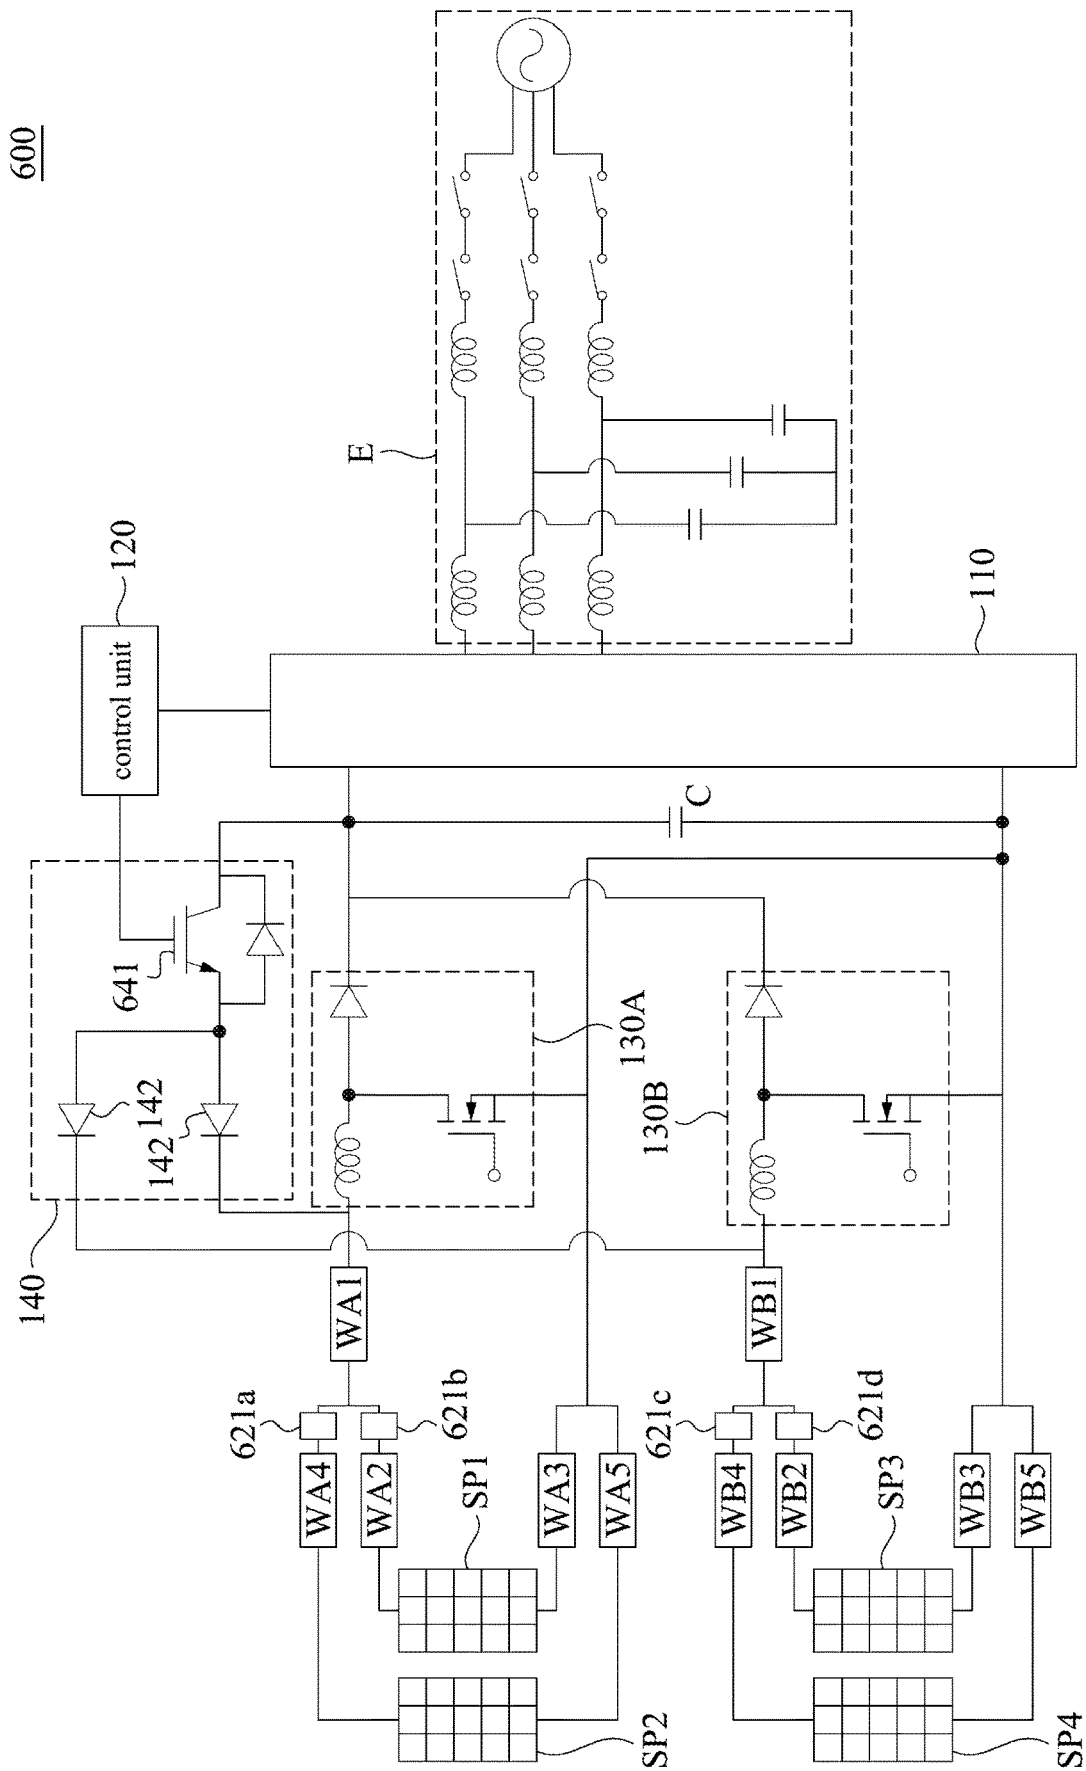 600
E
120
control unit
110
C
641
142
142
130A
130B
140
WA1
WB1
621a
621b
621c
621d
WA4
WA2
SP1
WA3
WA5
WB4
WB2
SP3
WB3
WB5
SP2
SP4